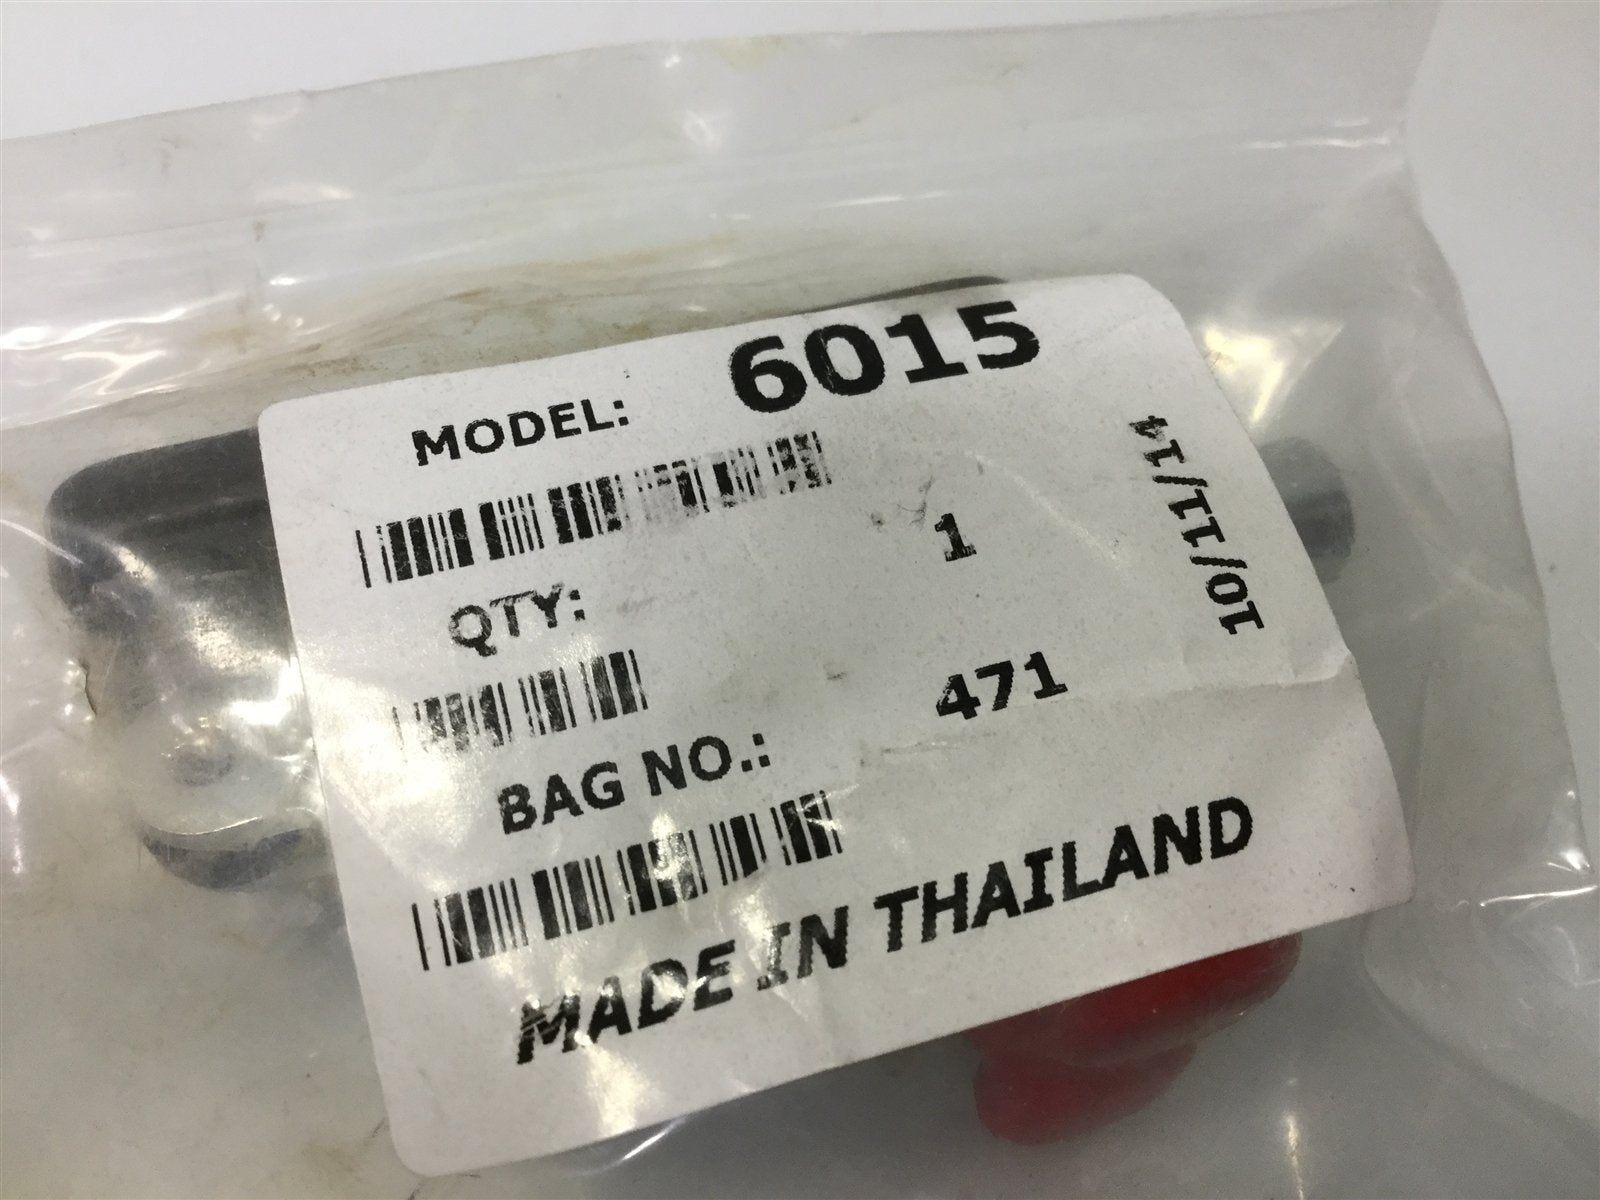 MODEL: 6015
QTY: 1
BAG NO.: 471
MADE IN THAILAND
10/11/14